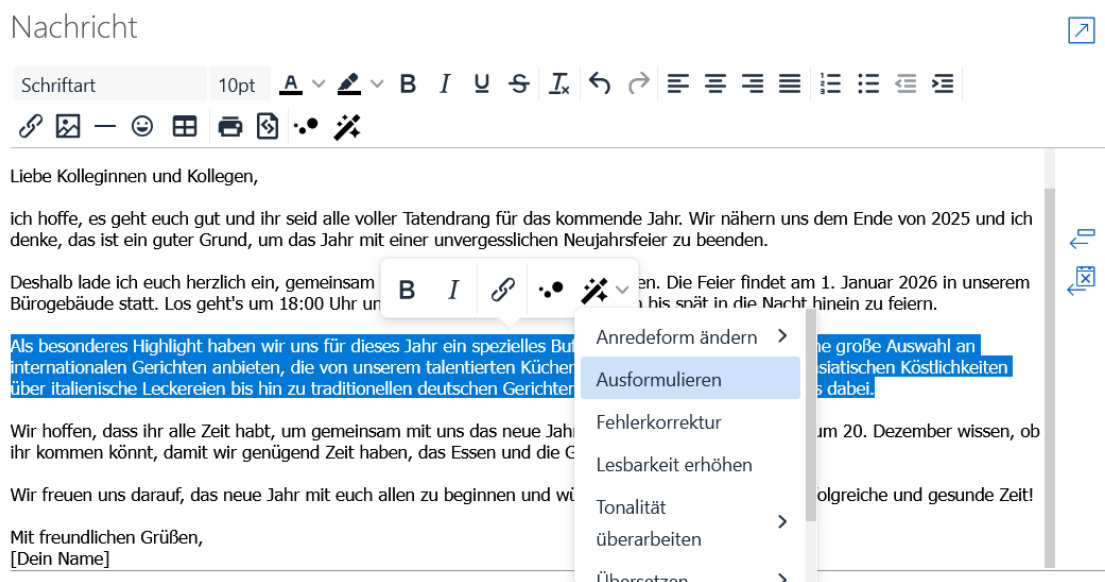 Nachricht
Schriftart 10pt
Liebe Kolleginnen und Kollegen,
ich hoffe, es geht euch gut und ihr seid alle voller Tatendrang für das kommende Jahr. Wir nähern uns dem Ende von 2025 und ich
denke, das ist ein guter Grund, um das Jahr mit einer unvergesslichen Neujahrsfeier zu beenden.
Deshalb lade ich euch herzlich ein, gemeinsam en. Die Feier findet am 1. Januar 2026 in unserem
Bürogebäude statt. Los geht's um 18:00 Uhr un bis spät in die Nacht hinein zu feiern.
Als besonderes Highlight haben wir uns für dieses Jahr ein spezielles Buf ne große Auswahl an
internationalen Gerichten anbieten, die von unserem talentierten Küchen siatischen Köstlichkeiten
über italienische Leckereien bis hin zu traditionellen deutschen Gerichten s dabei.
Wir hoffen, dass ihr alle Zeit habt, um gemeinsam mit uns das neue Jahr um 20. Dezember wissen, ob
ihr kommen könnt, damit wir genügend Zeit haben, das Essen und die G
Wir freuen uns darauf, das neue Jahr mit euch allen zu beginnen und wü folgreiche und gesunde Zeit!
Mit freundlichen Grüßen,
[Dein Name]
Anredeform ändern
Ausformulieren
Fehlerkorrektur
Lesbarkeit erhöhen
Tonalität
überarbeiten
Übersetzen